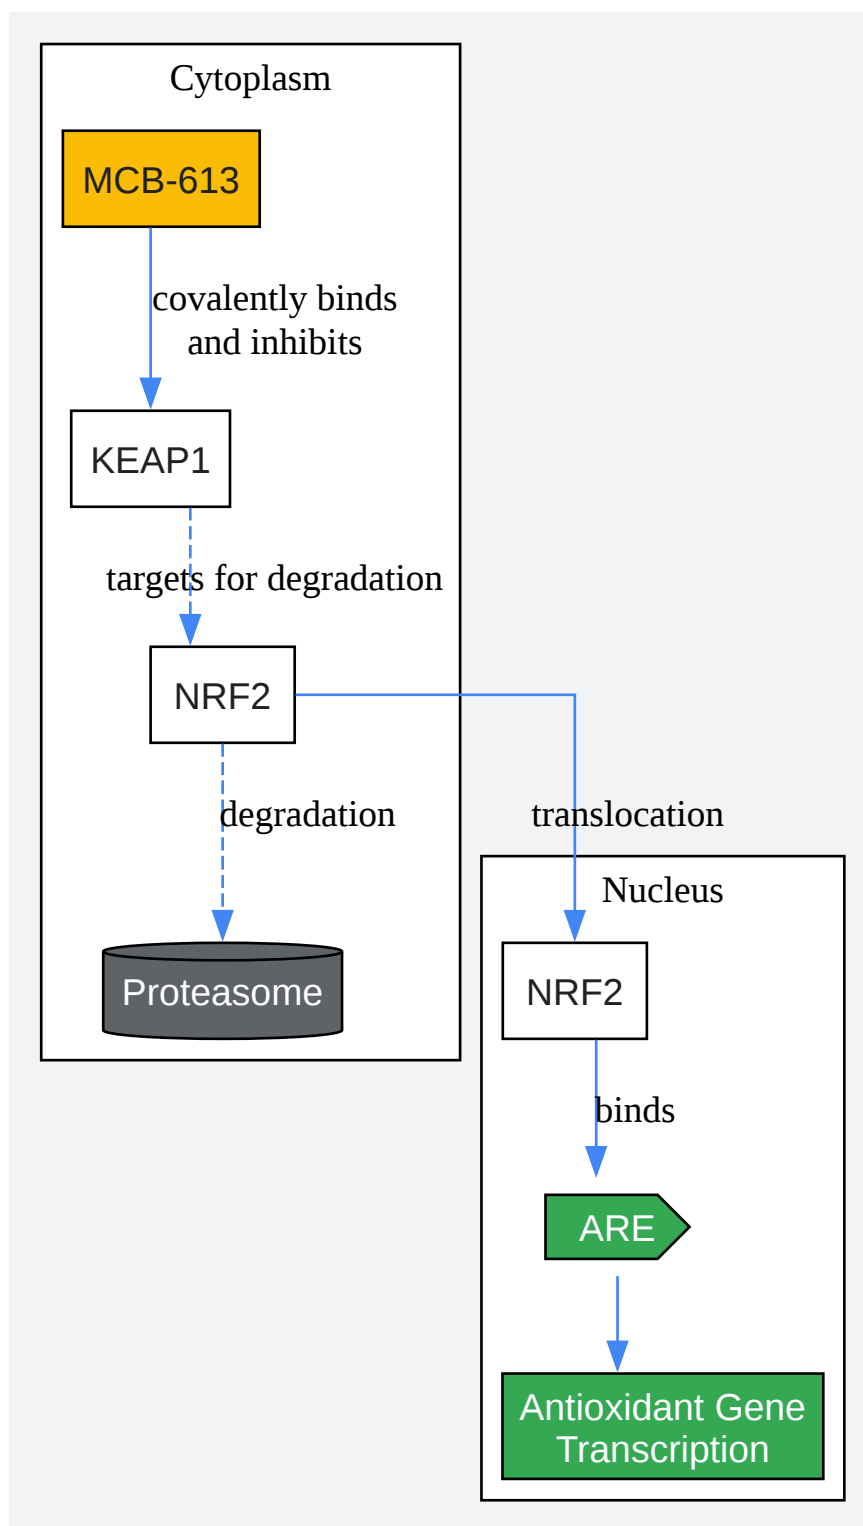 Cytoplasm
MCB-613
covalently binds
and inhibits
KEAP1
targets for degradation
NRF2
degradation
translocation
Proteasome
Nucleus
NRF2
binds
ARE
Antioxidant Gene
Transcription